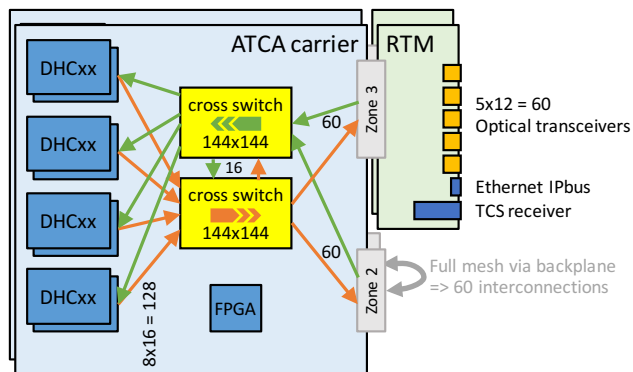 ATCA carrier
RTM
DHCxx
DHCxx
DHCxx
DHCxx
cross switch
144x144
16
cross switch
144x144
60
60
Zone 3
Zone 2
FPGA
8x16 = 128
5x12 = 60
Optical transceivers
Ethernet IPbus
TCS receiver
Full mesh via backplane
=> 60 interconnections